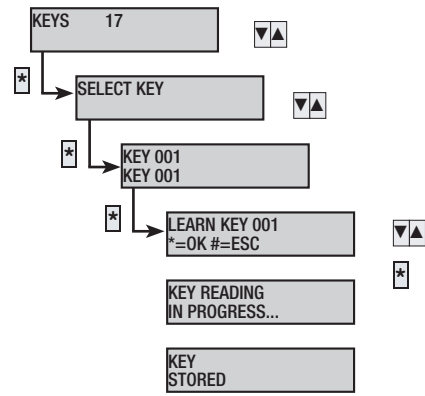 KEYS 17
▼▲
*
SELECT KEY
▼▲
*
KEY 001
KEY 001
*
LEARN KEY 001
*=OK #=ESC
▼▲
*
KEY READING
IN PROGRESS...
KEY
STORED